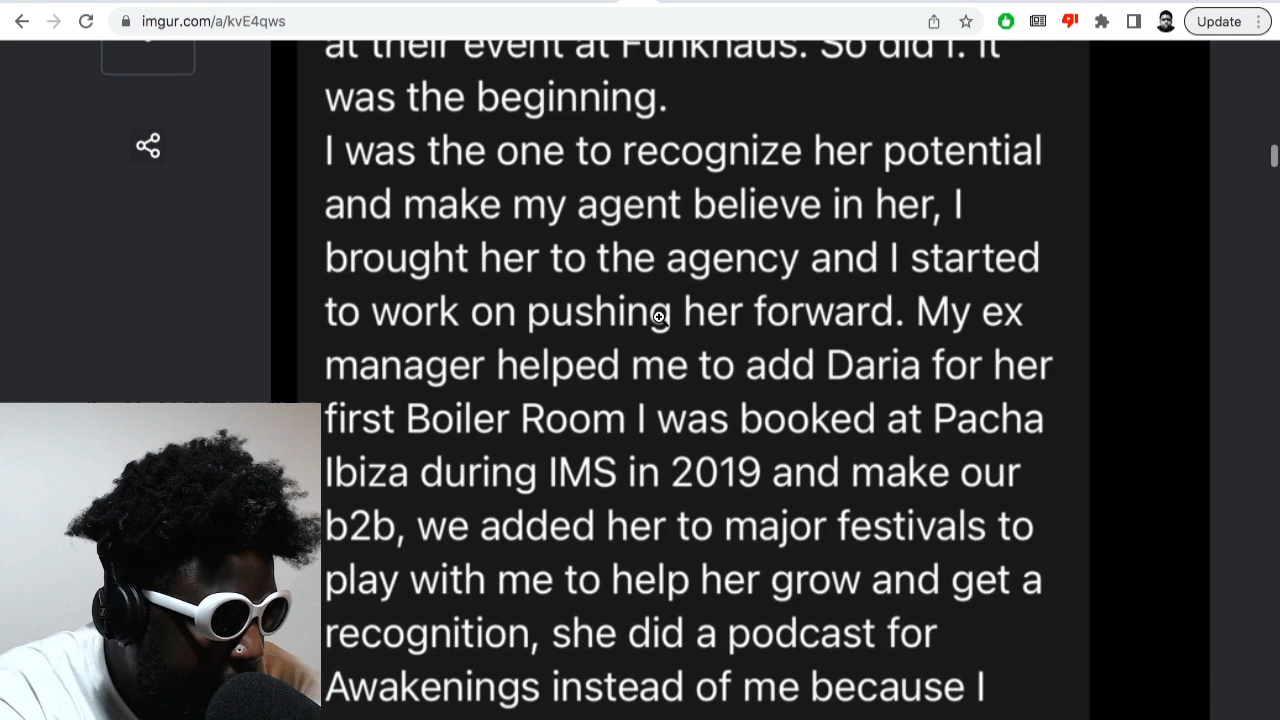 imgur.com/a/kvE4qws
Update
at their event at Funkhaus. So did I. It
was the beginning.
I was the one to recognize her potential
and make my agent believe in her, I
brought her to the agency and I started
to work on pushing her forward. My ex
manager helped me to add Daria for her
first Boiler Room I was booked at Pacha
Ibiza during IMS in 2019 and make our
b2b, we added her to major festivals to
play with me to help her grow and get a
recognition, she did a podcast for
Awakenings instead of me because I